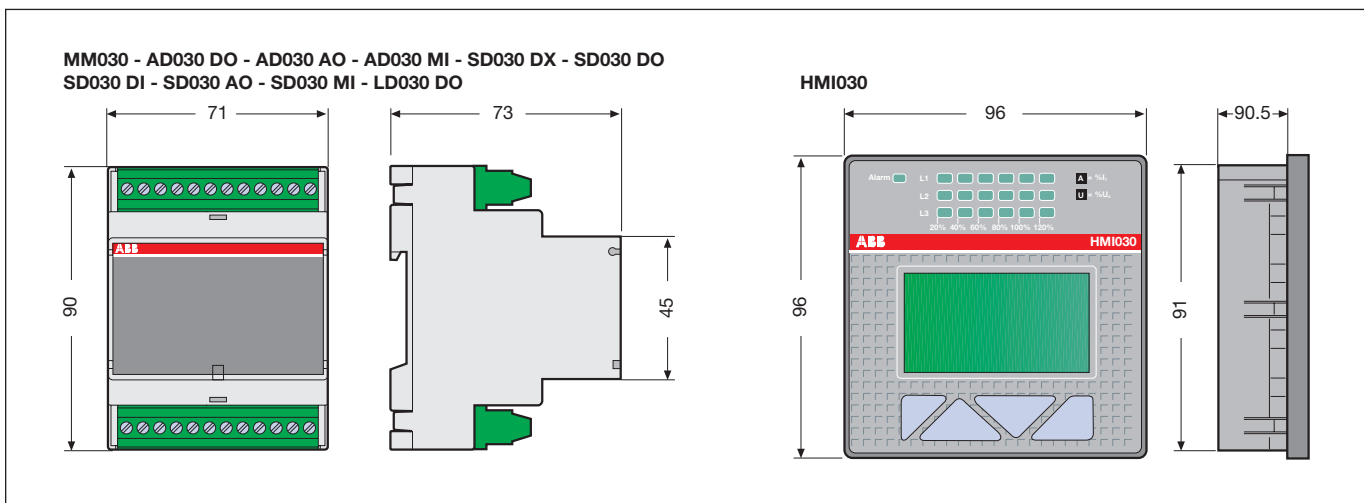 MM030 - AD030 DO - AD030 AO - AD030 MI - SD030 DX - SD030 DO
SD030 DI - SD030 AO - SD030 MI - LD030 DO
HMI030
71
73
96
90.5
90
ABB
45
96
Alarm
L1
L2
L3
A = %Iₙ
U = %Uₙ
20% 40% 60% 80% 100% 120%
ABB
HMI030
91